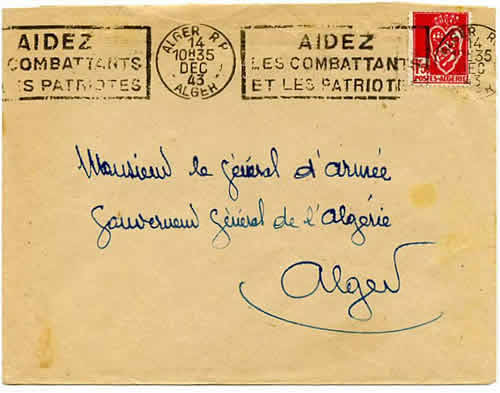 AIDEZ
COMBATTANTS
LES PATRIOTES
ALGER R.P.
14
10H35
DEC
43
ALGER
AIDEZ
LES COMBATTANTS
ET LES PATRIOTES
POSTES-ALGERIE
Monsieur le Général d'Armée
Gouverneur Général de l'Algérie
Alger